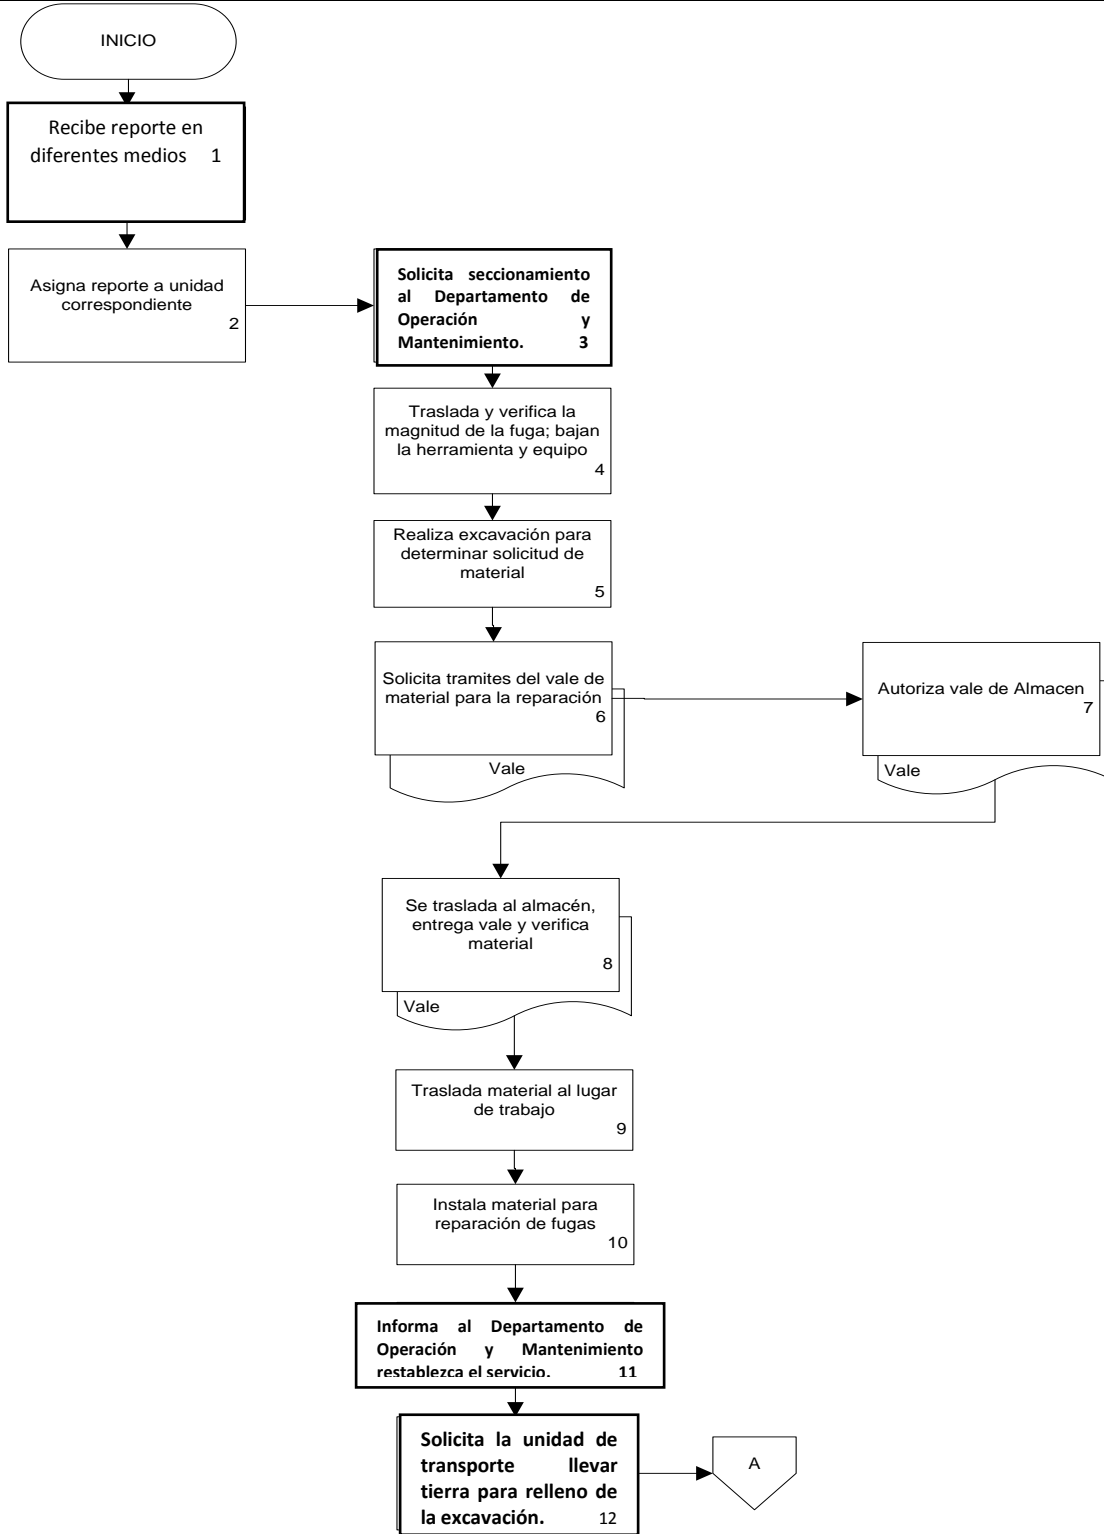 INICIO
Recibe reporte en
diferentes medios 1
Asigna reporte a unidad
correspondiente
2
Solicita seccionamiento
al Departamento de
Operación y
Mantenimiento. 3
Traslada y verifica la
magnitud de la fuga; bajan
la herramienta y equipo
4
Realiza excavación para
determinar solicitud de
material
5
Solicita tramites del vale de
material para la reparación
6
Vale
Autoriza vale de Almacen
7
Vale
Se traslada al almacén,
entrega vale y verifica
material
8
Vale
Traslada material al lugar
de trabajo
9
Instala material para
reparación de fugas
10
Informa al Departamento de
Operación y Mantenimiento
restablezca el servicio. 11
Solicita la unidad de
transporte llevar
tierra para relleno de
la excavación. 12
A